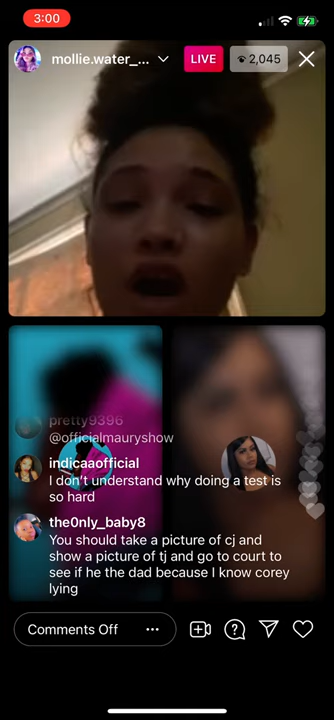 3:00
mollie.water_...
LIVE
2,045
pretty9396
@officialmauryshow
indicaaofficial
I don't understand why doing a test is
so hard
the0nly_baby8
You should take a picture of cj and
show a picture of tj and go to court to
see if he the dad because I know corey
lying
Comments Off